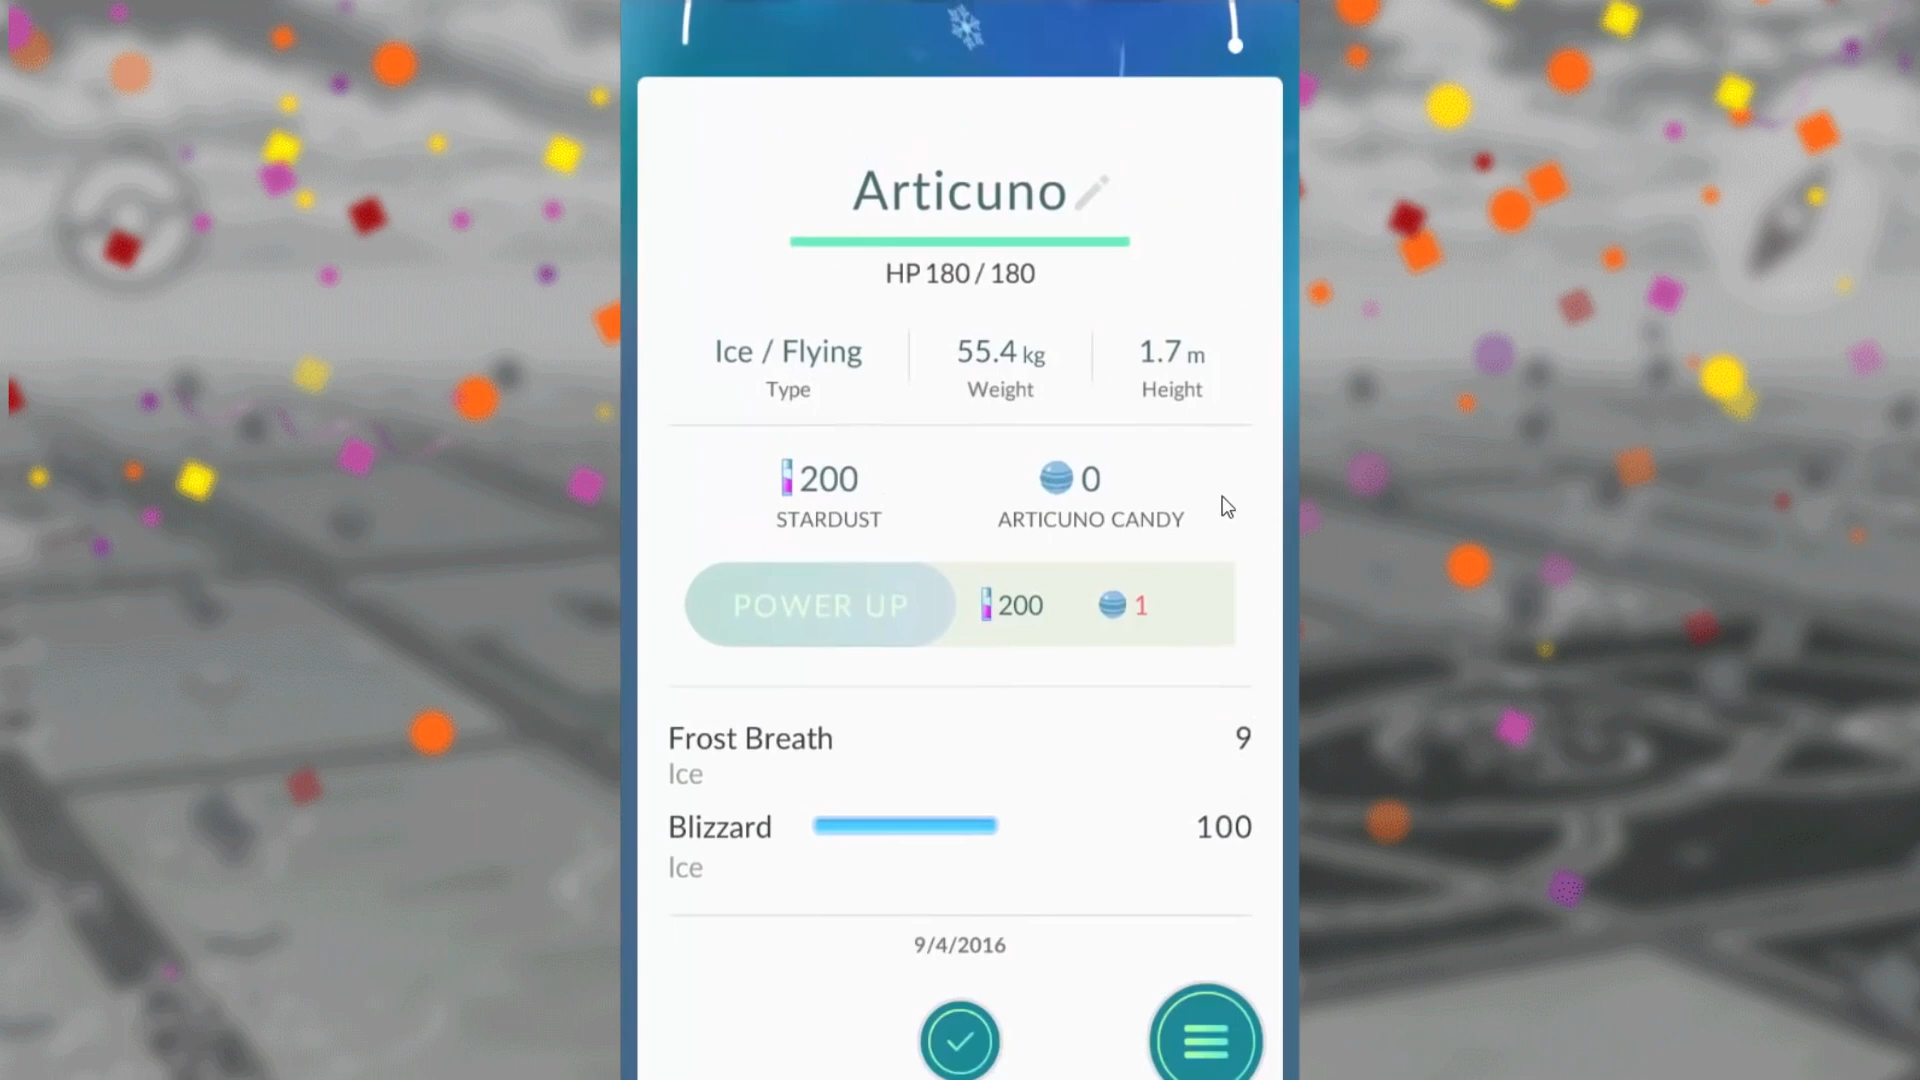 Articuno
HP 180 / 180
Ice / Flying 55.4 kg 1.7 m
Type Weight Height
200 0
STARDUST ARTICUNO CANDY
POWER UP 200 1
Frost Breath 9
Ice
Blizzard 100
Ice
9/4/2016